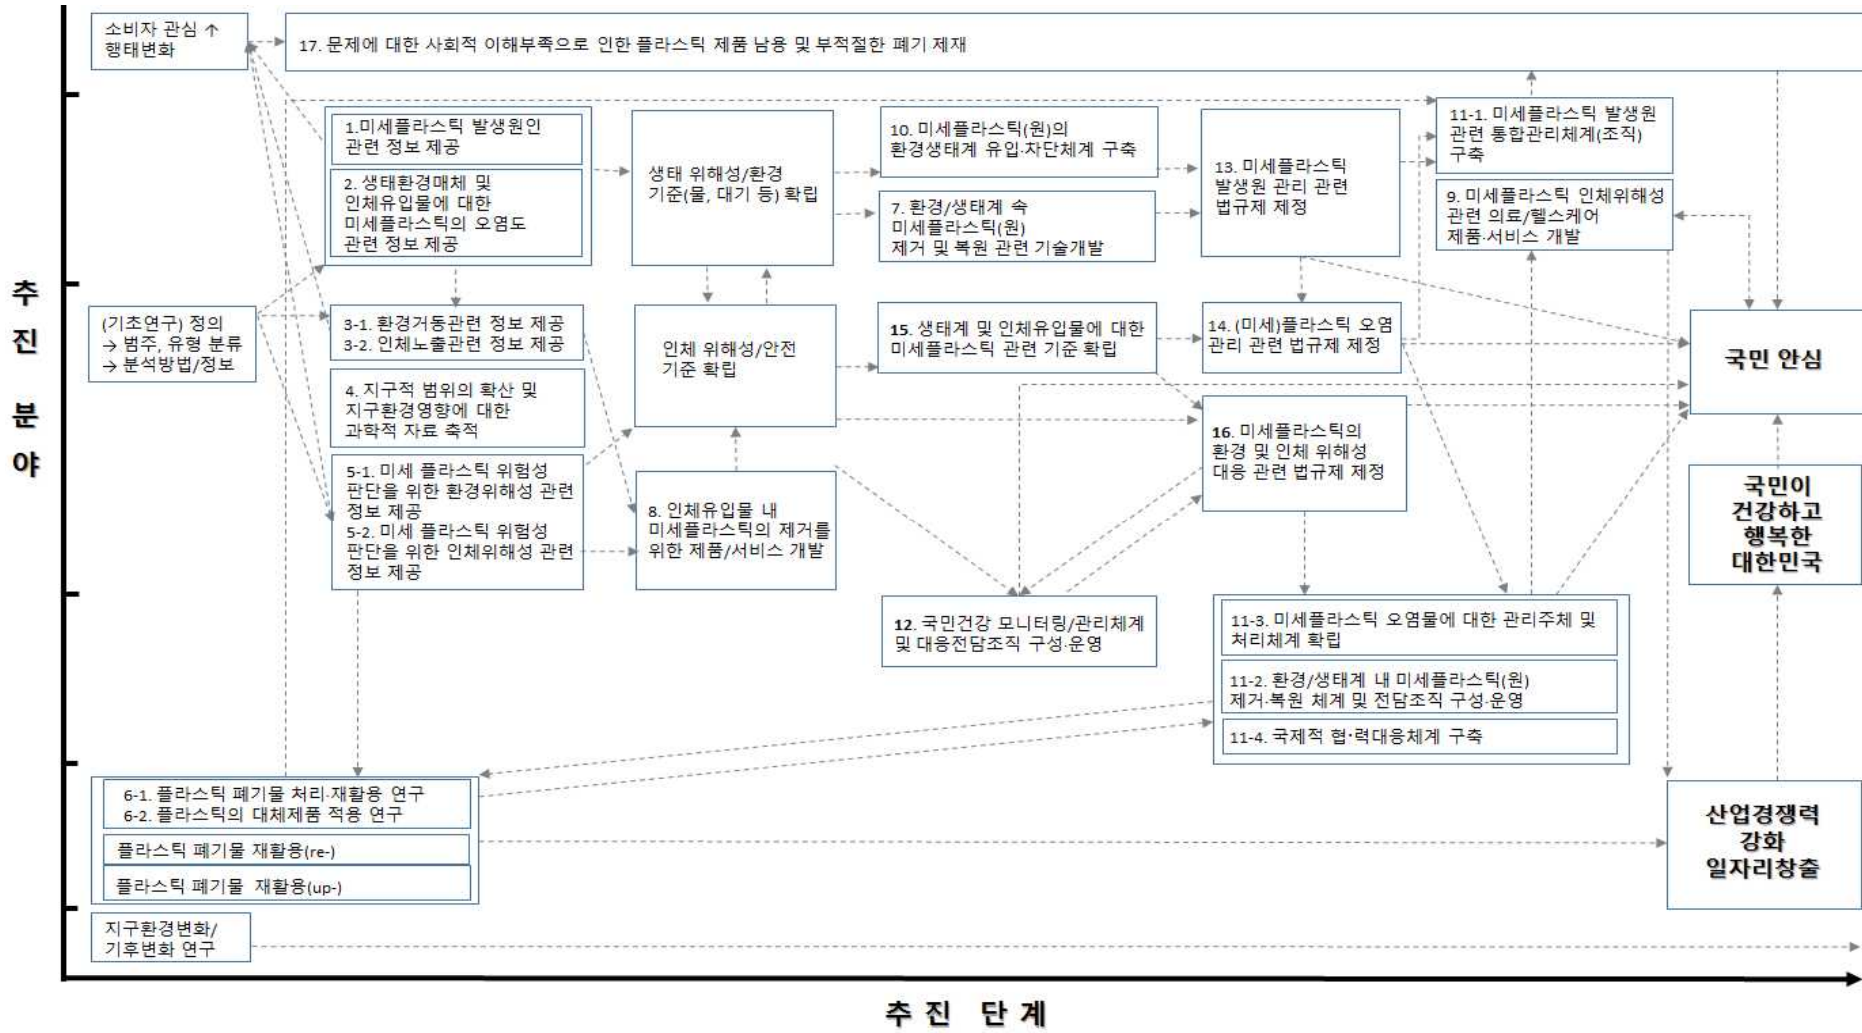 소비자 관심 ↑
행태변화
17. 문제에 대한 사회적 이해부족으로 인한 플라스틱 제품 남용 및 부적절한 폐기 제재
1.미세플라스틱 발생원인
관련 정보 제공
2. 생태환경매체 및
인체유입물에 대한
미세플라스틱의 오염도
관련 정보 제공
생태 위해성/환경
기준(물, 대기 등) 확립
10. 미세플라스틱(원)의
환경생태계 유입·차단체계 구축
7. 환경/생태계 속
미세플라스틱(원)
제거 및 복원 관련 기술개발
13. 미세플라스틱
발생원 관리 관련
법규제 제정
11-1. 미세플라스틱 발생원
관련 통합관리체계(조직)
구축
9. 미세플라스틱 인체위해성
관련 의료/헬스케어
제품·서비스 개발
추
진
분
야
(기초연구) 정의
→ 범주, 유형 분류
→ 분석방법/정보
3-1. 환경거동관련 정보 제공
3-2. 인체노출관련 정보 제공
4. 지구적 범위의 확산 및
지구환경영향에 대한
과학적 자료 축적
5-1. 미세 플라스틱 위험성
판단을 위한 환경위해성 관련
정보 제공
5-2. 미세 플라스틱 위험성
판단을 위한 인체위해성 관련
정보 제공
인체 위해성/안전
기준 확립
8. 인체유입물 내
미세플라스틱의 제거를
위한 제품/서비스 개발
15. 생태계 및 인체유입물에 대한
미세플라스틱 관련 기준 확립
14. (미세)플라스틱 오염
관리 관련 법규제 제정
16. 미세플라스틱의
환경 및 인체 위해성
대응 관련 법규제 제정
국민 안심
국민이
건강하고
행복한
대한민국
12. 국민건강 모니터링/관리체계
및 대응전담조직 구성·운영
11-3. 미세플라스틱 오염물에 대한 관리주체 및
처리체계 확립
11-2. 환경/생태계 내 미세플라스틱(원)
제거·복원 체계 및 전담조직 구성·운영
11-4. 국제적 협·력대응체계 구축
6-1. 플라스틱 폐기물 처리·재활용 연구
6-2. 플라스틱의 대체제품 적용 연구
플라스틱 폐기물 재활용(re-)
플라스틱 폐기물 재활용(up-)
산업경쟁력
강화
일자리창출
지구환경변화/
기후변화 연구
추 진 단 계